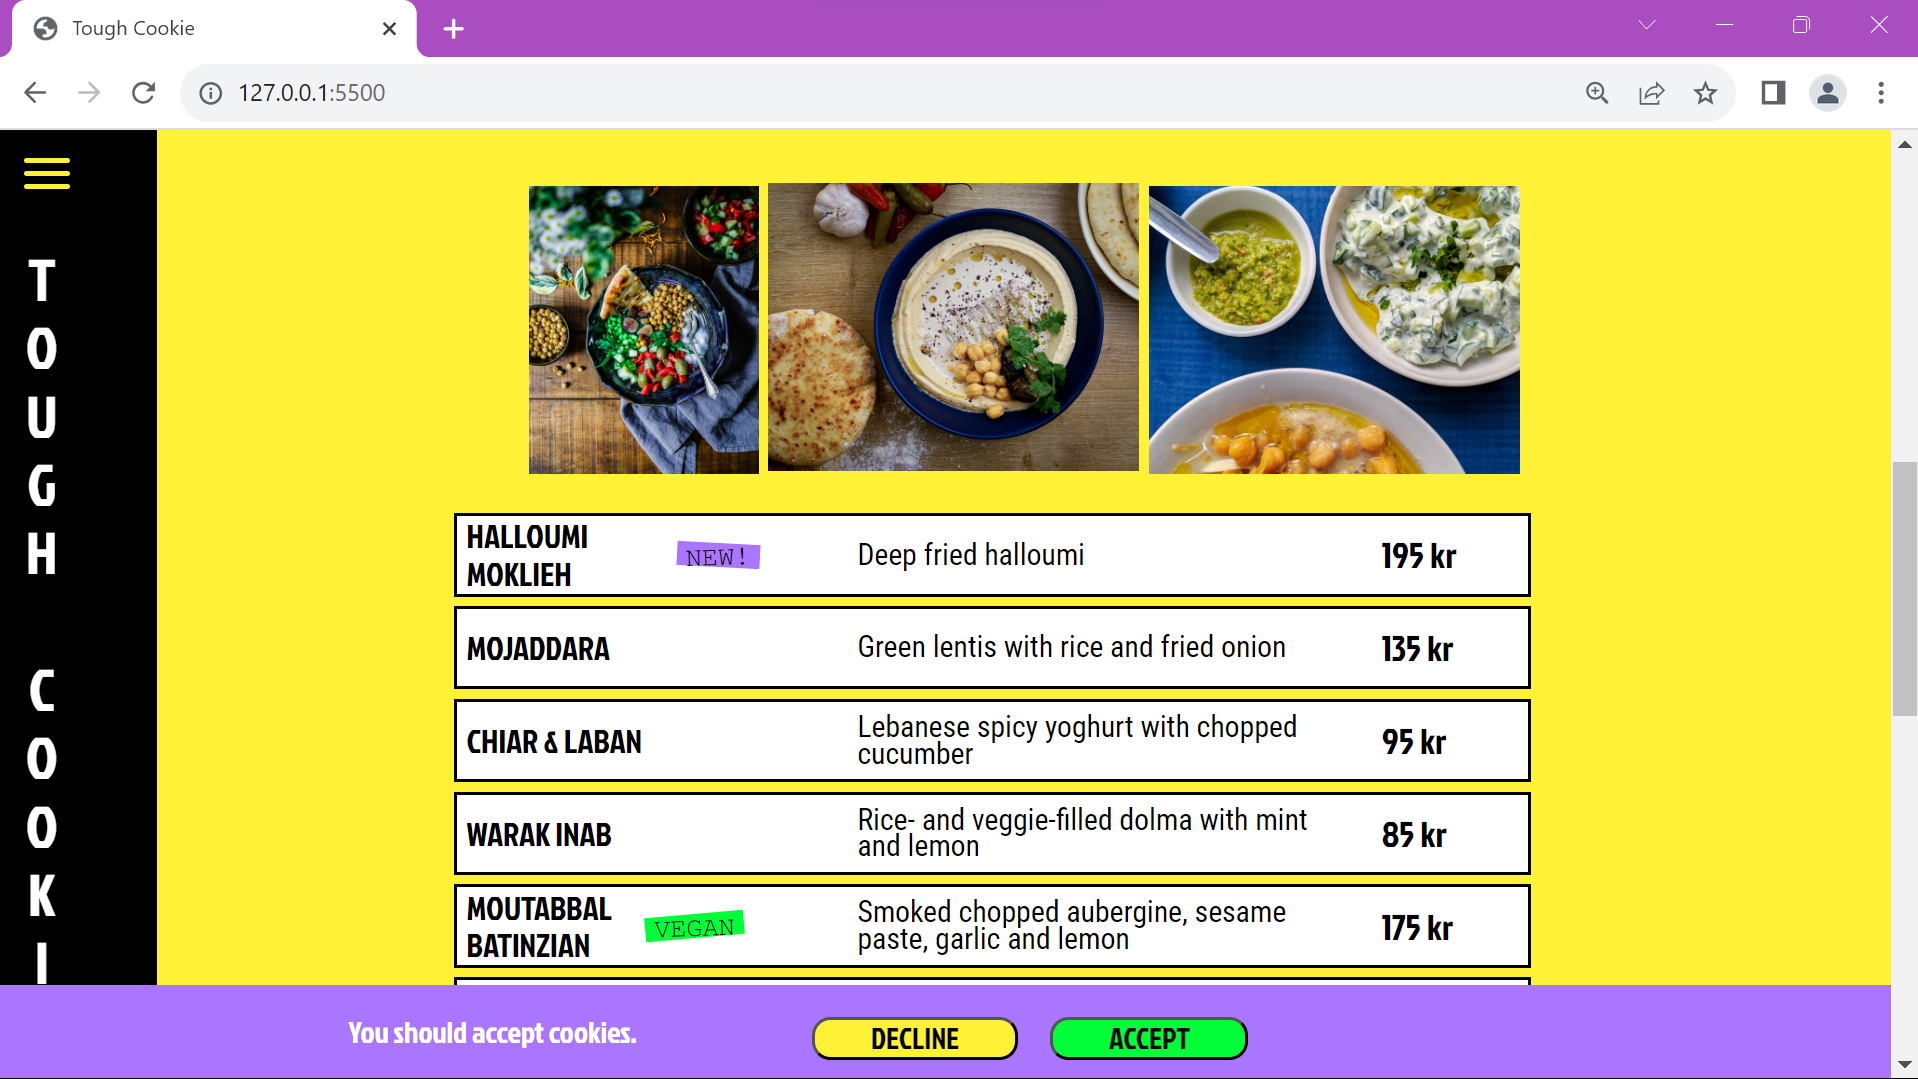 Tough Cookie
127.0.0.1:5500
T
O
U
G
H
C
O
O
K
I
HALLOUMI
MOKLIEH
NEW!
Deep fried halloumi
195 kr
MOJADDARA
Green lentis with rice and fried onion
135 kr
CHIAR & LABAN
Lebanese spicy yoghurt with chopped
cucumber
95 kr
WARAK INAB
Rice- and veggie-filled dolma with mint
and lemon
85 kr
MOUTABBAL
BATINZIAN
VEGAN
Smoked chopped aubergine, sesame
paste, garlic and lemon
175 kr
You should accept cookies.
DECLINE
ACCEPT